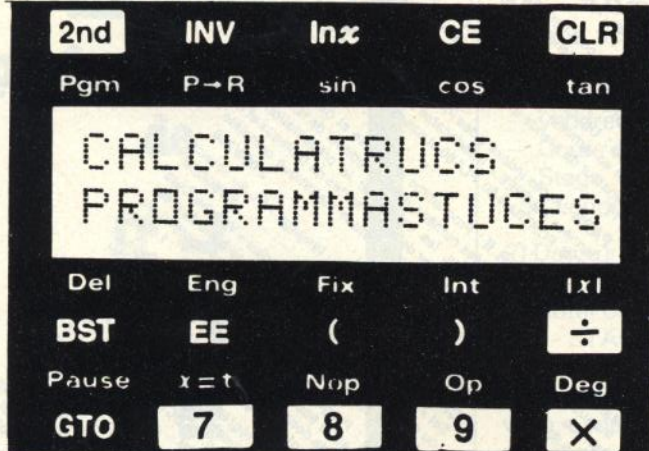 2nd INV lnx CE CLR
Pgm P→R sin cos tan
CALCULATRUCS
PROGRAMMASTUCES
Del Eng Fix Int |x|
BST EE ( ) ÷
Pause x=t Nop Op Deg
GTO 7 8 9 ×